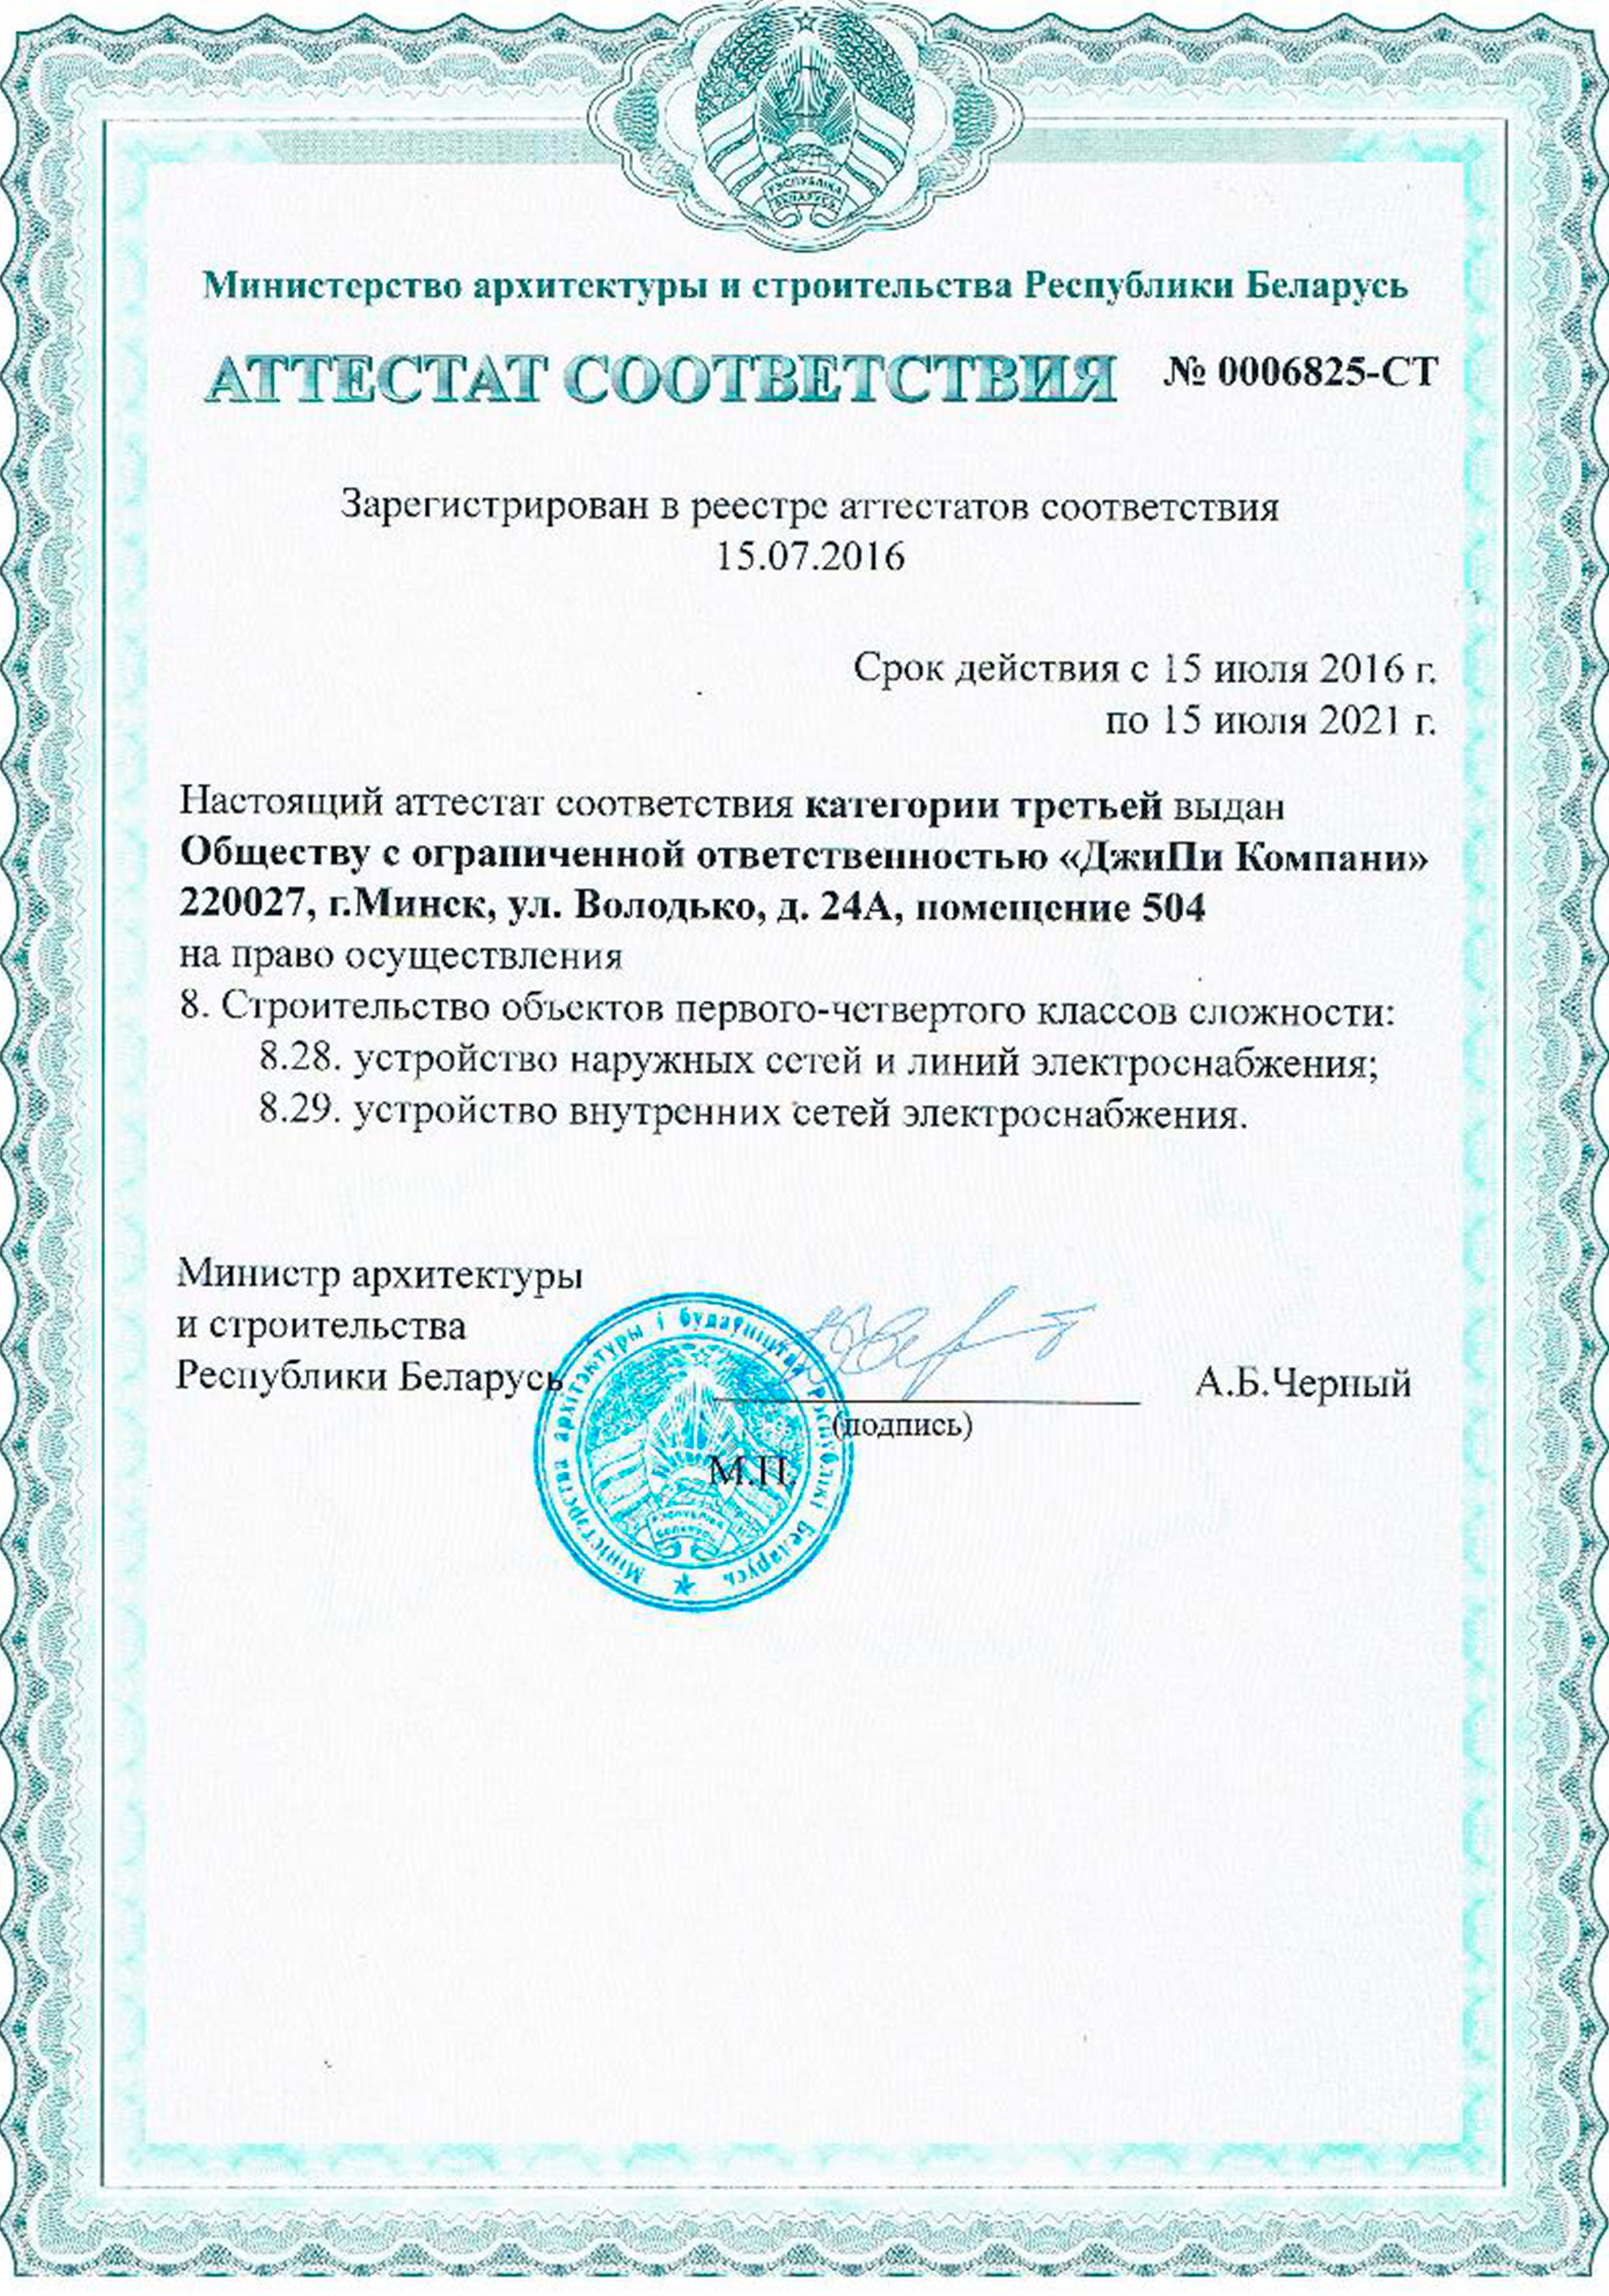 РЭСПУБЛІКА
БЕЛАРУСЬ
Министерство архитектуры и строительства Республики Беларусь
АТТЕСТАТ СООТВЕТСТВИЯ № 0006825-СТ
Зарегистрирован в реестре аттестатов соответствия
15.07.2016
Срок действия с 15 июля 2016 г.
по 15 июля 2021 г.
Настоящий аттестат соответствия категории третьей выдан
Обществу с ограниченной ответственностью «ДжиПи Компани»
220027, г.Минск, ул. Володько, д. 24А, помещение 504
на право осуществления
8. Строительство объектов первого-четвертого классов сложности:
8.28. устройство наружных сетей и линий электроснабжения;
8.29. устройство внутренних сетей электроснабжения.
Министр архитектуры
и строительства
Республики Беларусь
А.Б.Черный
(подпись)
М.П.
Міністэрства архітэктуры і будаўніцтва Рэспублікі Беларусь
РЭСПУБЛІКА
БЕЛАРУСЬ